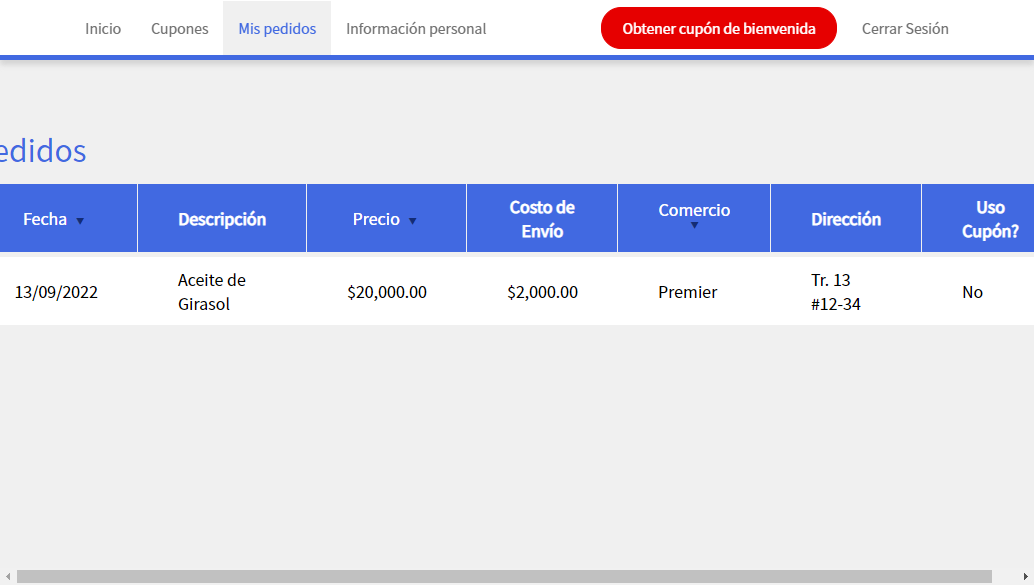 Inicio Cupones Mis pedidos Información personal Obtener cupón de bienvenida Cerrar Sesión
edidos
Fecha Descripción Precio Costo de Envío Comercio Dirección Uso Cupón?
13/09/2022 Aceite de Girasol $20,000.00 $2,000.00 Premier Tr. 13 #12-34 No